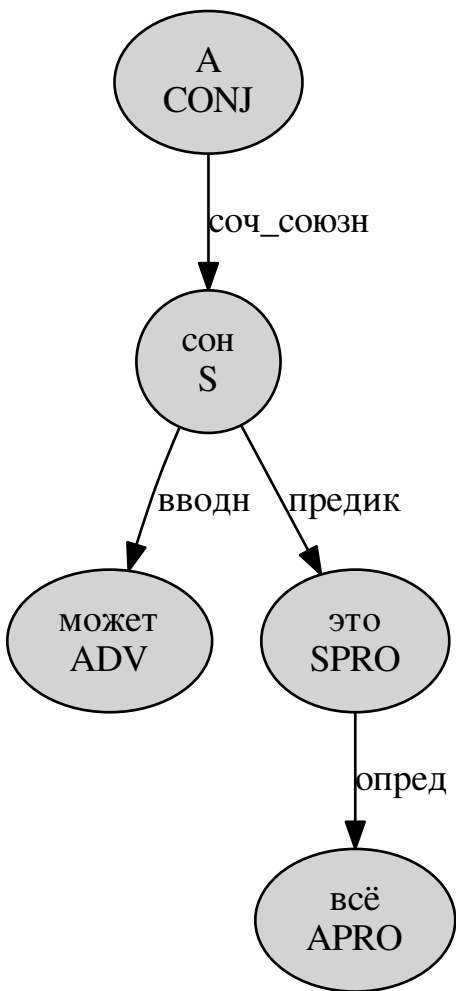 А
CONJ
соч_союзн
сон
S
вводн
предик
может
ADV
это
SPRO
опред
всё
APRO